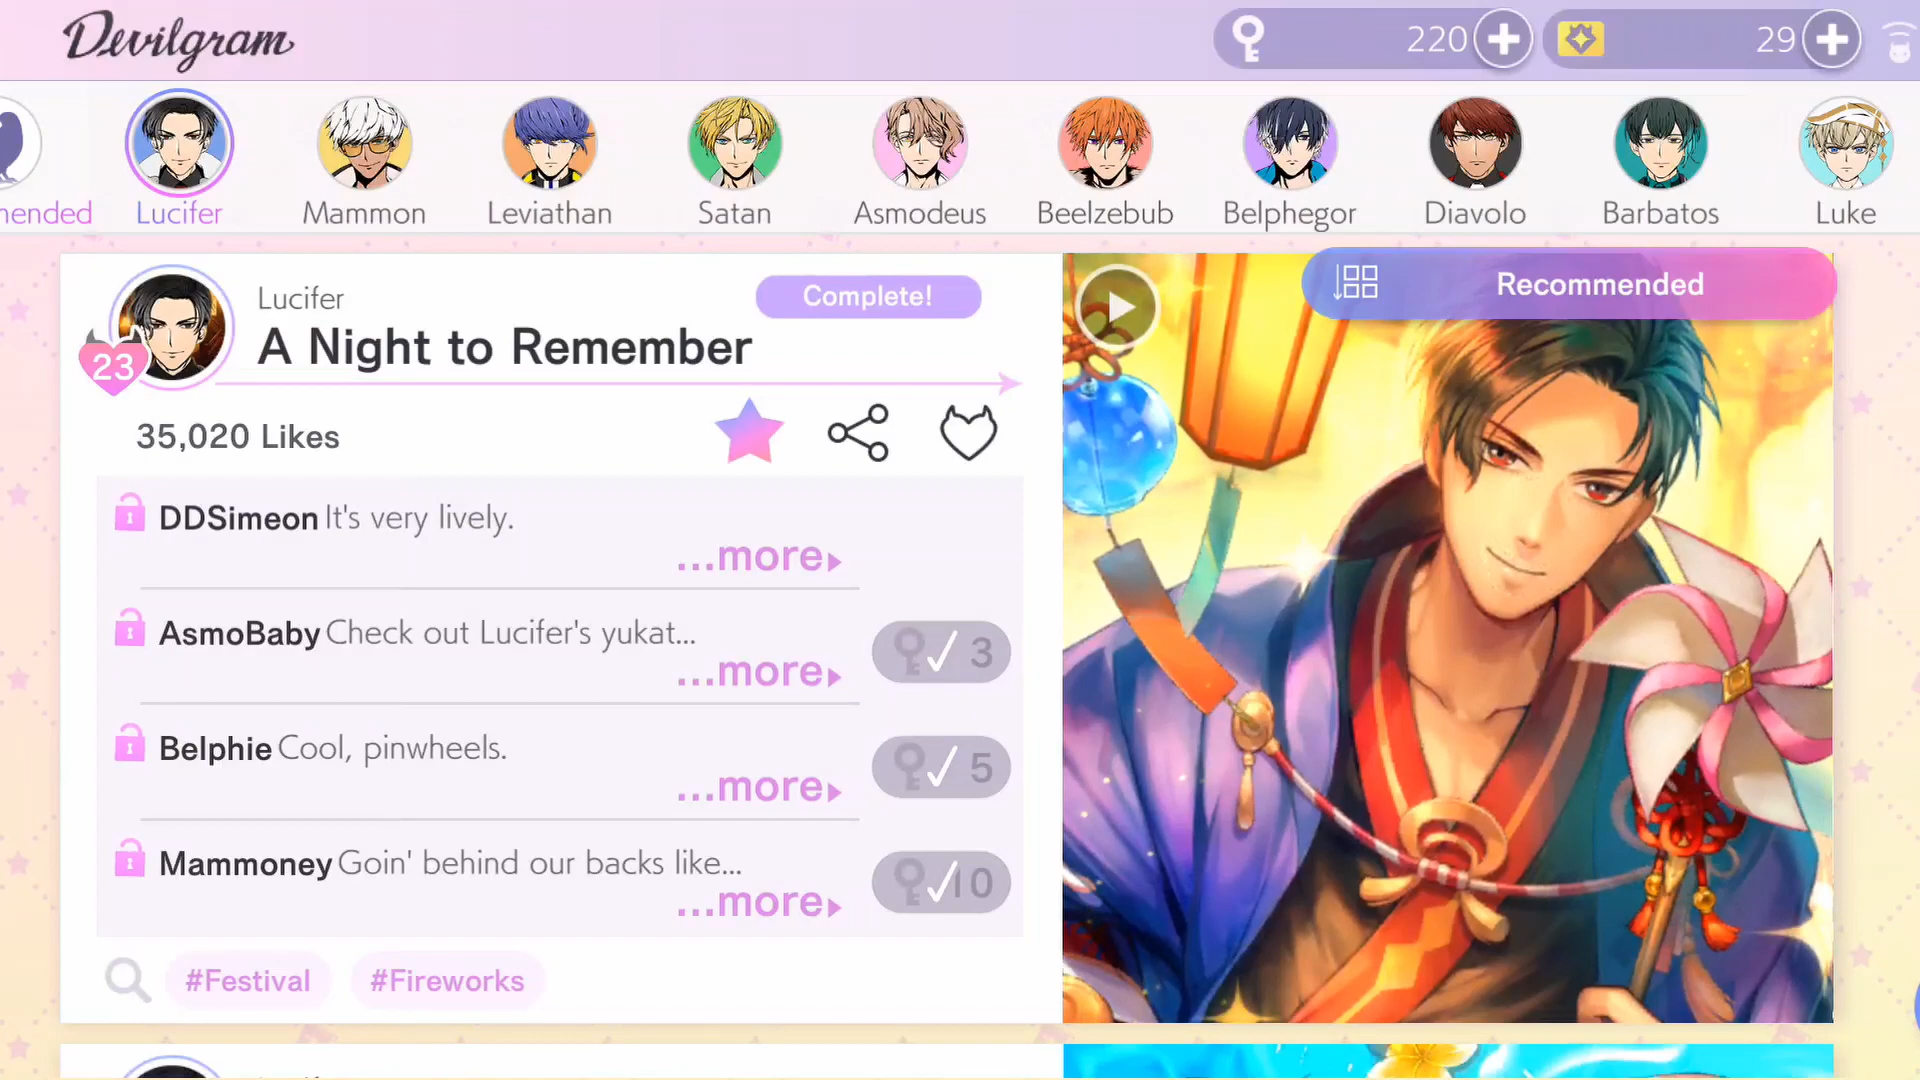 Devilgram
220
29
mended
Lucifer
Mammon
Leviathan
Satan
Asmodeus
Beelzebub
Belphegor
Diavolo
Barbatos
Luke
Lucifer
Complete!
A Night to Remember
23
35,020 Likes
Recommended
DDSimeon It's very lively.
...more
AsmoBaby Check out Lucifer's yukat...
...more
3
Belphie Cool, pinwheels.
...more
5
Mammoney Goin' behind our backs like...
...more
10
#Festival
#Fireworks